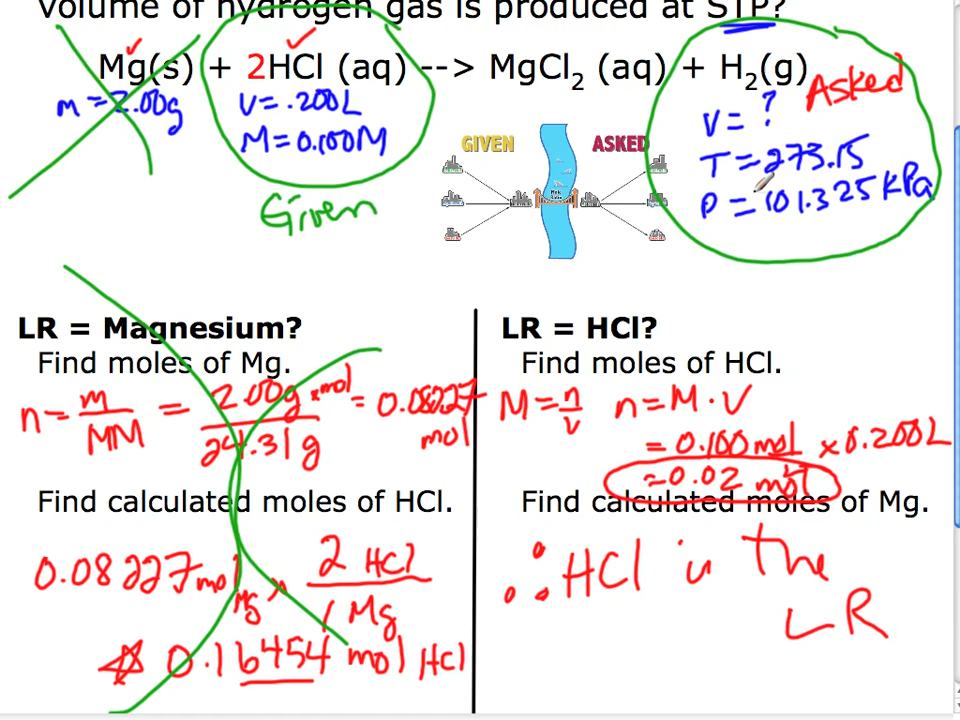 volume of hydrogen gas is produced at STP?
Mg(s) + 2HCl (aq) --> MgCl₂ (aq) + H₂(g)
Asked
m = 2.00g
V = .200L
M = 0.100M
Given
GIVEN
ASKED
V = ?
T = 273.15
P = 101.325 kPa
LR = Magnesium?
Find moles of Mg.
n = m/MM = 2.00g x mol / 24.31 g = 0.08227 mol
Find calculated moles of HCl.
0.08227 mol Mg x 2 HCl / 1 Mg
0.16454 mol HCl
LR = HCl?
Find moles of HCl.
M = n/V n = M · V
= 0.100 mol/L x 0.200L
= 0.02 mol
Find calculated moles of Mg.
∴ HCl is the
LR